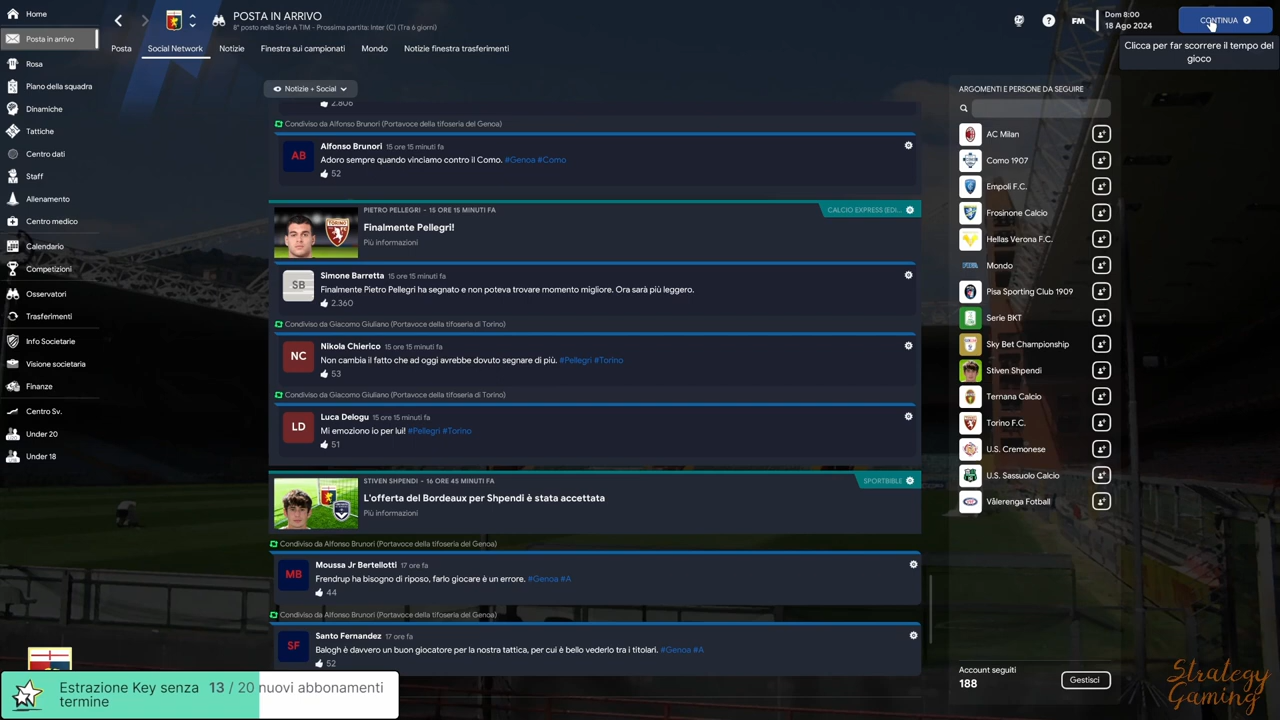 Home
Posta in arrivo
Rosa
Piano della squadra
Dinamiche
Tattiche
Centro dati
Staff
Allenamento
Centro medico
Calendario
Competizioni
Osservatori
Trasferimenti
Info Societarie
Visione societaria
Finanze
Centro Sv.
Under 20
Under 18
POSTA IN ARRIVO
8° posto nella Serie A TIM - Prossima partita: Inter (C) (Tra 6 giorni)
FM
Dom 8:00
18 Ago 2024
CONTINUA
Clicca per far scorrere il tempo del
gioco
Posta
Social Network
Notizie
Finestra sui campionati
Mondo
Notizie finestra trasferimenti
Notizie + Social
2.806
Condiviso da Alfonso Brunori (Portavoce della tifoseria del Genoa)
AB
Alfonso Brunori 15 ore 15 minuti fa
Adoro sempre quando vinciamo contro il Como. #Genoa #Como
52
PIETRO PELLEGRI - 15 ORE 15 MINUTI FA
CALCIO EXPRESS (EDI...
Finalmente Pellegri!
Più informazioni
SB
Simone Barretta 15 ore 15 minuti fa
Finalmente Pietro Pellegri ha segnato e non poteva trovare momento migliore. Ora sarà più leggero.
2.360
Condiviso da Giacomo Giuliano (Portavoce della tifoseria di Torino)
NC
Nikola Chierico 15 ore 15 minuti fa
Non cambia il fatto che ad oggi avrebbe dovuto segnare di più. #Pellegri #Torino
53
Condiviso da Giacomo Giuliano (Portavoce della tifoseria di Torino)
LD
Luca Delogu 15 ore 15 minuti fa
Mi emoziono io per lui! #Pellegri #Torino
51
STIVEN SHPENDI - 16 ORE 45 MINUTI FA
SPORTBIBLE
L'offerta del Bordeaux per Shpendi è stata accettata
Più informazioni
Condiviso da Alfonso Brunori (Portavoce della tifoseria del Genoa)
MB
Moussa Jr Bertellotti 17 ore fa
Frendrup ha bisogno di riposo, farlo giocare è un errore. #Genoa #A
44
Condiviso da Alfonso Brunori (Portavoce della tifoseria del Genoa)
SF
Santo Fernandez 17 ore fa
Balogh è davvero un buon giocatore per la nostra tattica, per cui è bello vederlo tra i titolari. #Genoa #A
52
ARGOMENTI E PERSONE DA SEGUIRE
AC Milan
Como 1907
Empoli F.C.
Frosinone Calcio
Hellas Verona F.C.
Mondo
Pisa Sporting Club 1909
Serie BKT
Sky Bet Championship
Stiven Shpendi
Ternana Calcio
Torino F.C.
U.S. Cremonese
U.S. Sassuolo Calcio
Vålerenga Fotball
Account seguiti
188
Gestisci
Strategy
Gaming
Estrazione Key senza
termine
13 / 20 nuovi abbonamenti